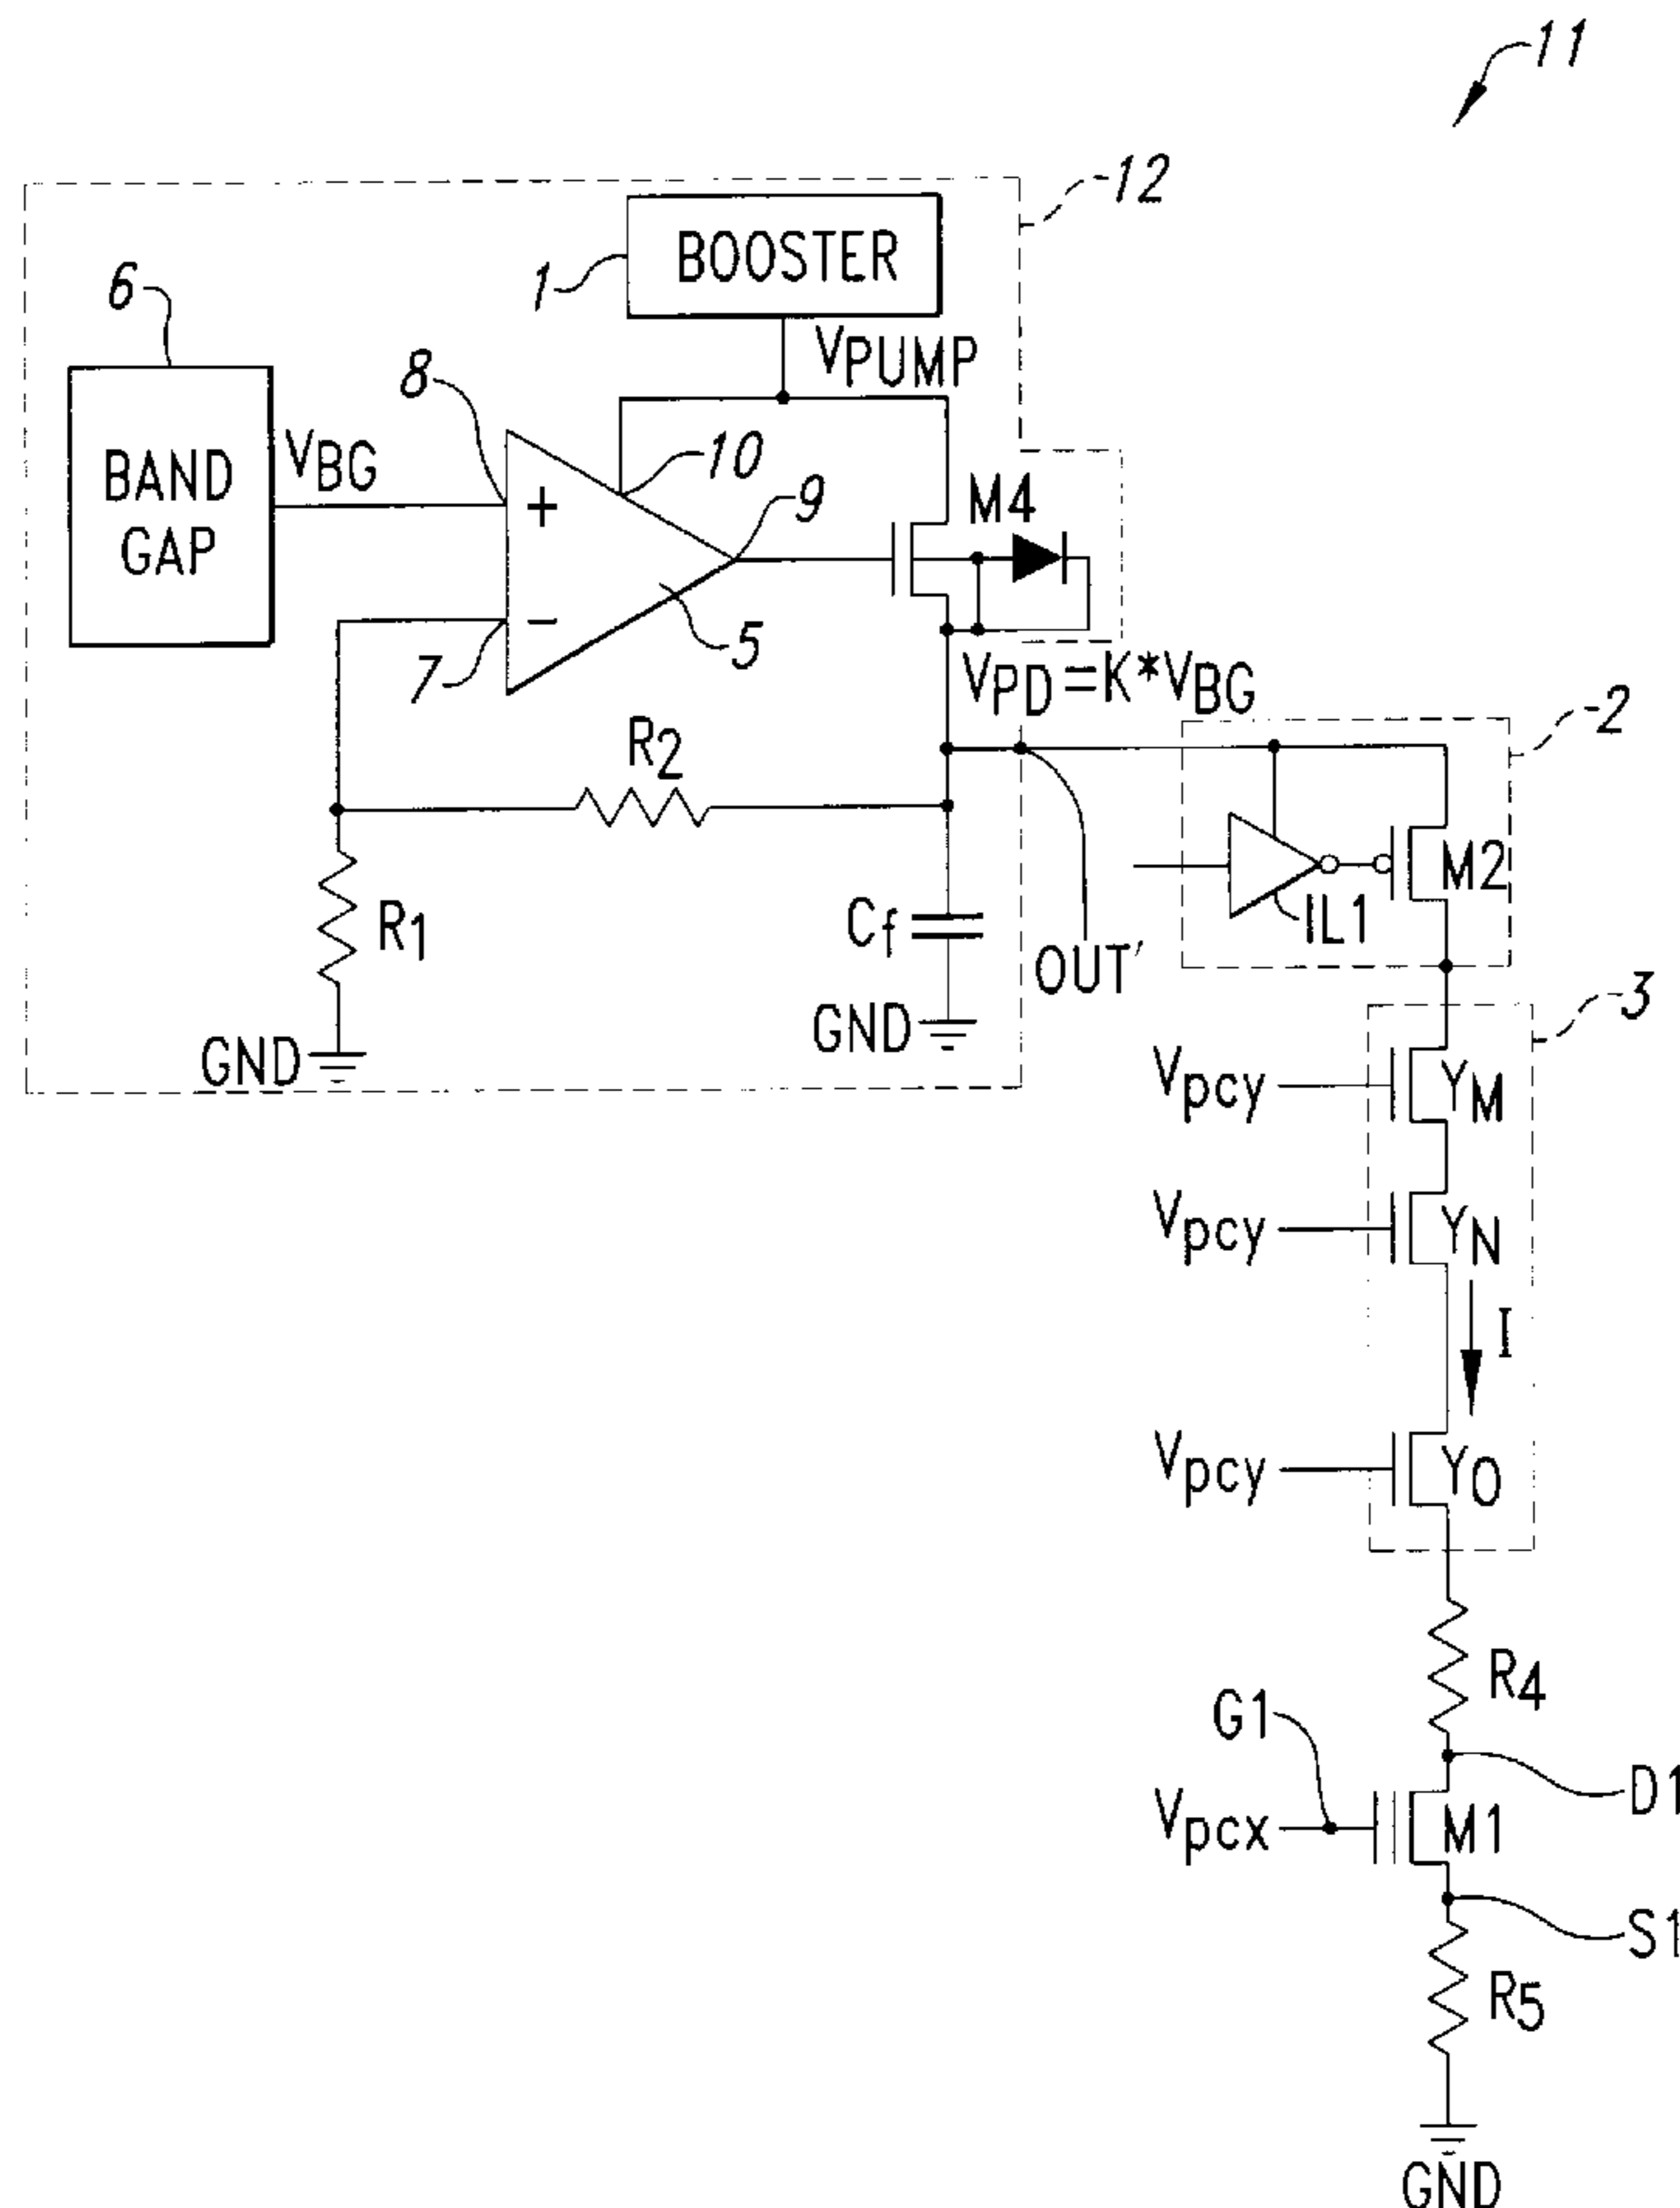 11
12
BOOSTER
1
6
VPUMP
8
BAND
GAP
VBG
10
9
M4
+
-
5
7
VPD=K*VBG
2
R2
M2
IL1
R1
Cf
OUT'
3
GND
GND
Vpcy
YM
Vpcy
YN
I
Vpcy
YO
R4
G1
D1
Vpcx
M1
S1
R5
GND